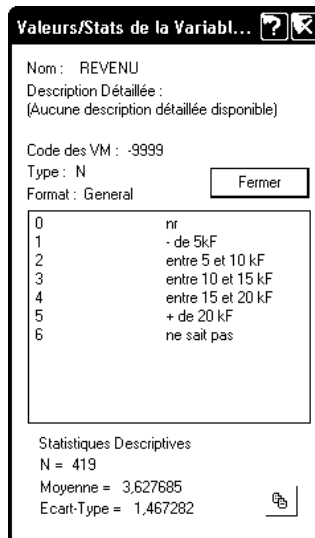 Valeurs/Stats de la Variabl...
Nom : REVENU
Description Détaillée :
(Aucune description détaillée disponible)
Code des VM : -9999
Type : N
Format : General
Fermer
0 nr
1 - de 5kF
2 entre 5 et 10 kF
3 entre 10 et 15 kF
4 entre 15 et 20 kF
5 + de 20 kF
6 ne sait pas
Statistiques Descriptives
N = 419
Moyenne = 3,627685
Ecart-Type = 1,467282